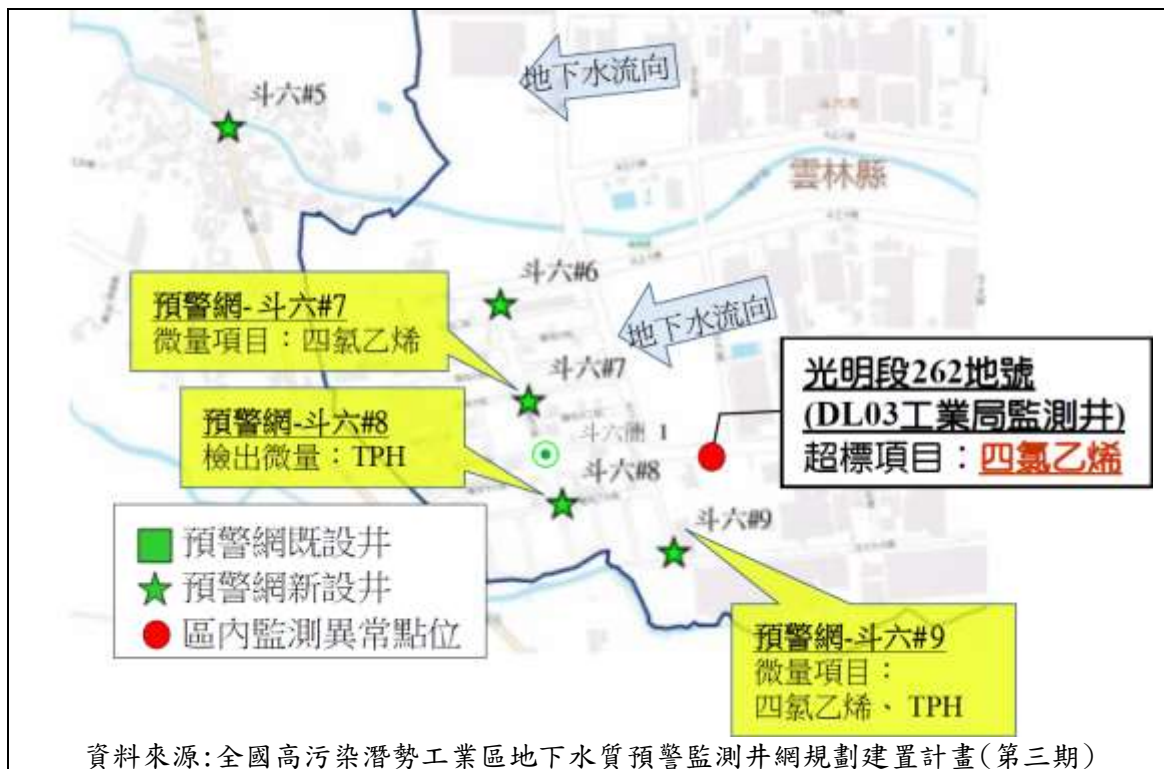 地下水流向
斗六#5
雲林縣
斗六#6
預警網-斗六#7
微量項目：四氯乙烯
地下水流向
斗六#7
光明段262地號
(DL03工業局監測井)
超標項目：四氯乙烯
預警網-斗六#8
檢出微量：TPH
斗六#8
斗六#9
預警網既設井
預警網新設井
區內監測異常點位
預警網-斗六#9
微量項目：
四氯乙烯、TPH
資料來源:全國高污染潛勢工業區地下水質預警監測井網規劃建置計畫(第三期)